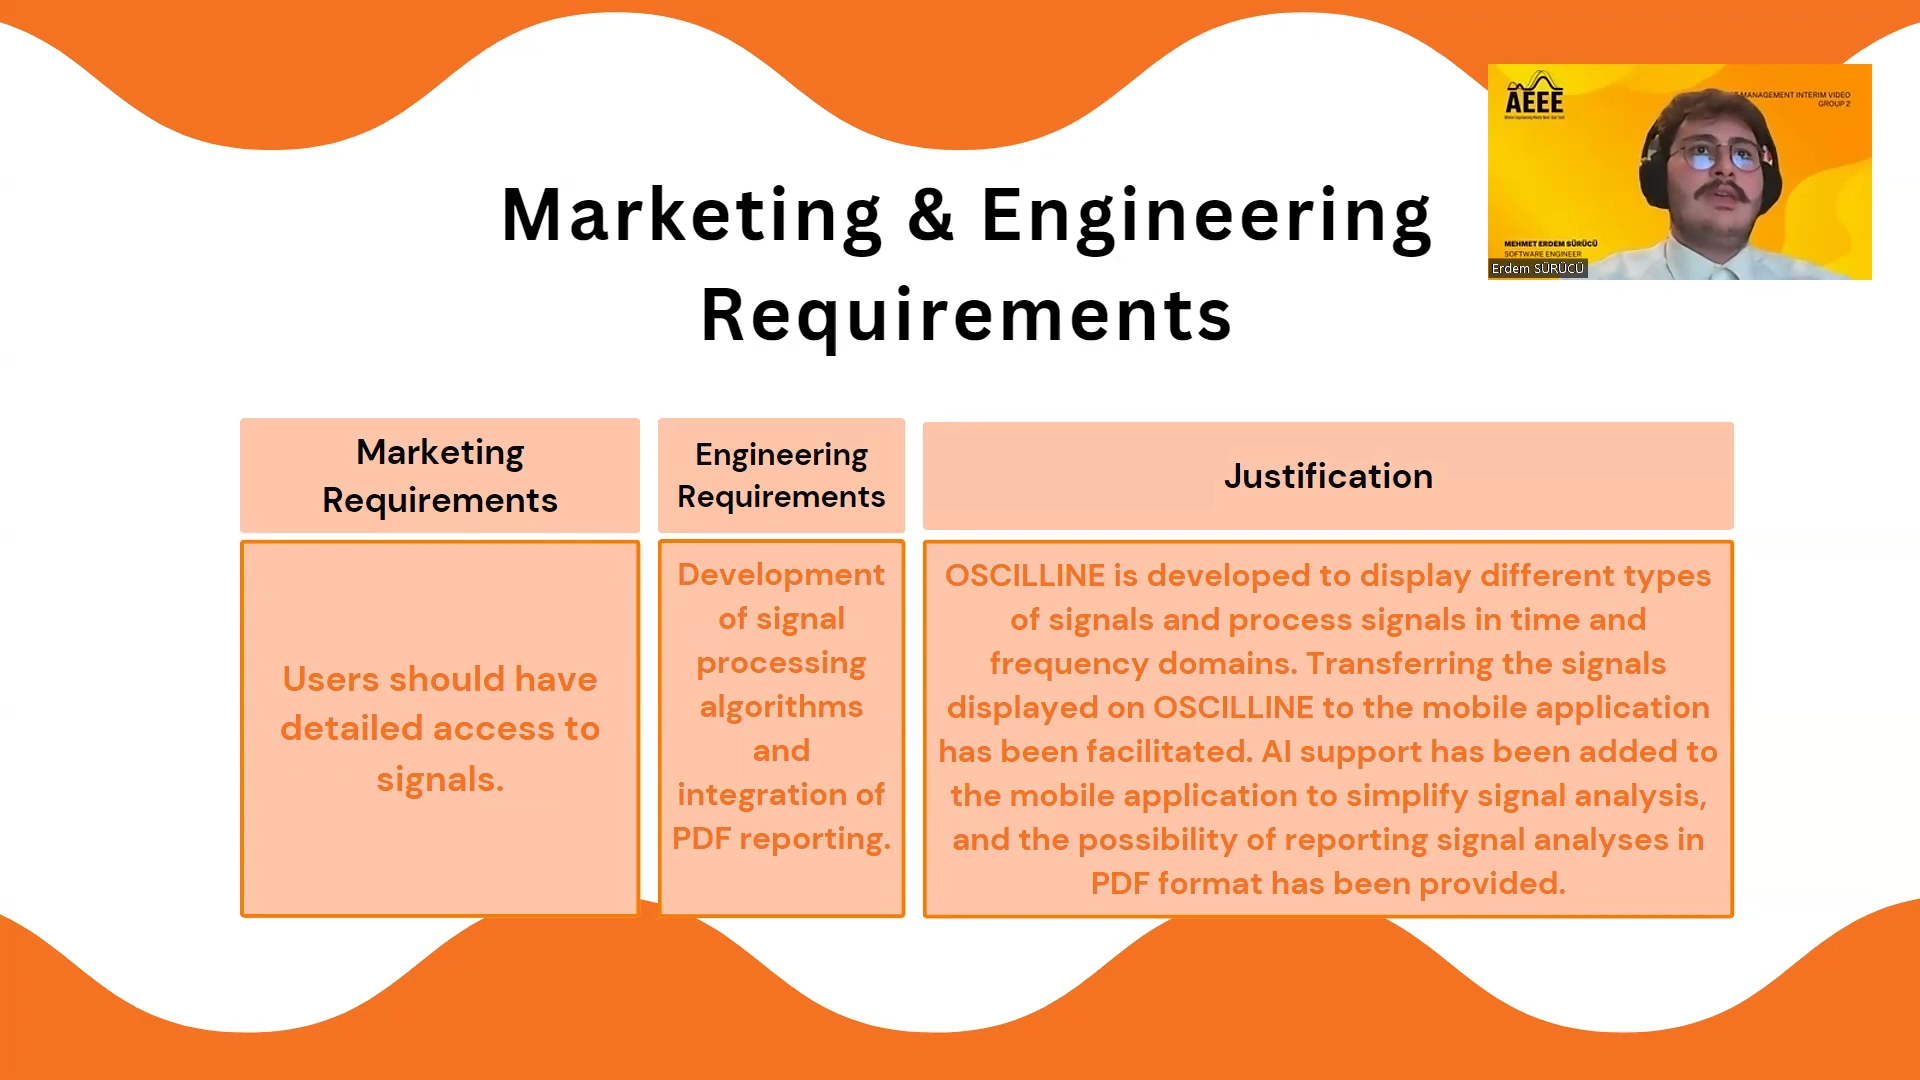 AEEE
MANAGEMENT INTERIM VIDEO
GROUP 2
MEHMET ERDEM SÜRÜCÜ
SOFTWARE ENGINEER
Erdem SÜRÜCÜ
Marketing & Engineering
Requirements
Marketing
Requirements
Engineering
Requirements
Justification
Users should have
detailed access to
signals.
Development
of signal
processing
algorithms
and
integration of
PDF reporting.
OSCILLINE is developed to display different types
of signals and process signals in time and
frequency domains. Transferring the signals
displayed on OSCILLINE to the mobile application
has been facilitated. AI support has been added to
the mobile application to simplify signal analysis,
and the possibility of reporting signal analyses in
PDF format has been provided.